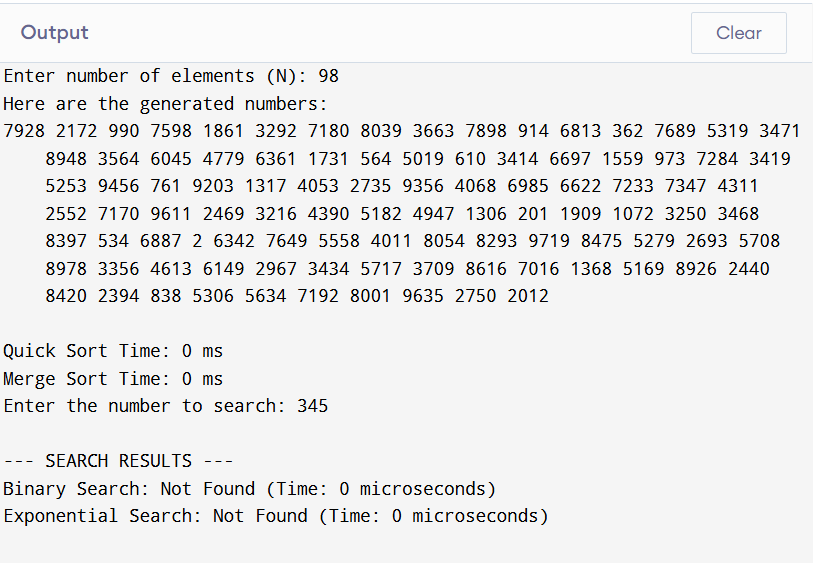 Output
Clear
Enter number of elements (N): 98
Here are the generated numbers:
7928 2172 990 7598 1861 3292 7180 8039 3663 7898 914 6813 362 7689 5319 3471
8948 3564 6045 4779 6361 1731 564 5019 610 3414 6697 1559 973 7284 3419
5253 9456 761 9203 1317 4053 2735 9356 4068 6985 6622 7233 7347 4311
2552 7170 9611 2469 3216 4390 5182 4947 1306 201 1909 1072 3250 3468
8397 534 6887 2 6342 7649 5558 4011 8054 8293 9719 8475 5279 2693 5708
8978 3356 4613 6149 2967 3434 5717 3709 8616 7016 1368 5169 8926 2440
8420 2394 838 5306 5634 7192 8001 9635 2750 2012
Quick Sort Time: 0 ms
Merge Sort Time: 0 ms
Enter the number to search: 345
--- SEARCH RESULTS ---
Binary Search: Not Found (Time: 0 microseconds)
Exponential Search: Not Found (Time: 0 microseconds)